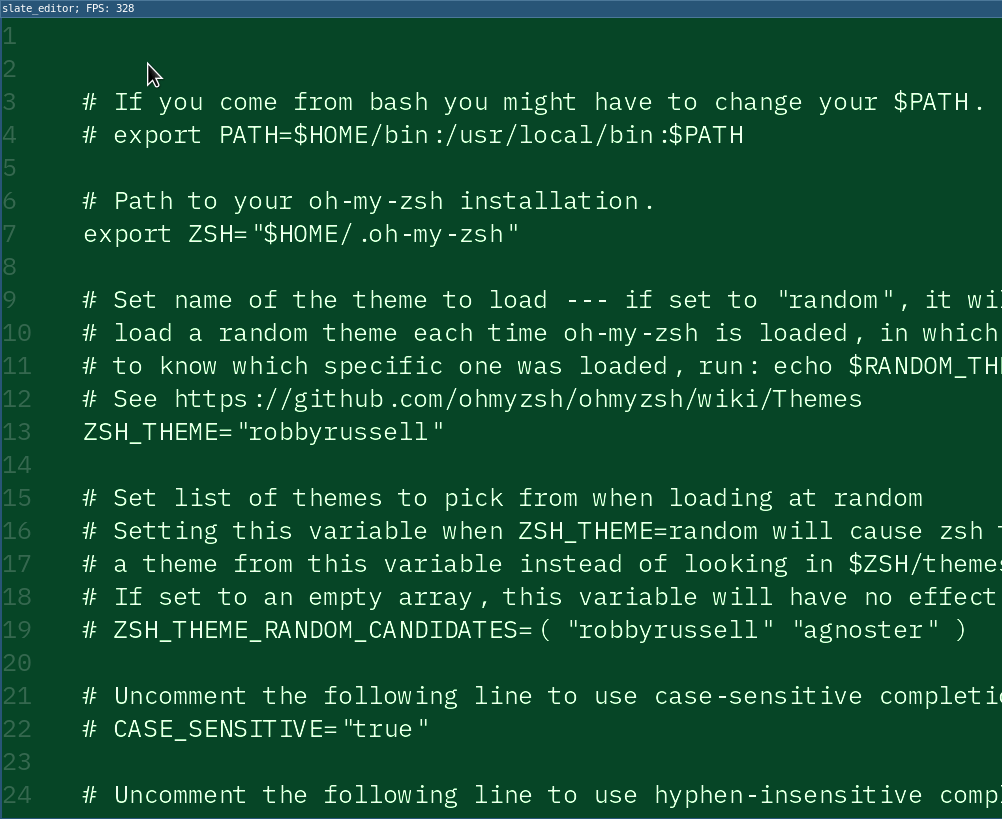 slate_editor; FPS: 328
1
2
3 # If you come from bash you might have to change your $PATH.
4 # export PATH=$HOME/bin:/usr/local/bin:$PATH
5
6 # Path to your oh-my-zsh installation.
7 export ZSH="$HOME/.oh-my-zsh"
8
9 # Set name of the theme to load --- if set to "random", it
10 # load a random theme each time oh-my-zsh is loaded, in which
11 # to know which specific one was loaded, run: echo
12 # See https://github.com/ohmyzsh/ohmyzsh/wiki/Themes
13 ZSH_THEME="robbyrussell"
14
15 # Set list of themes to pick from when loading at random
16 # Setting this variable when ZSH_THEME=random will cause zsh
17 # a theme from this variable instead of looking in $ZSH/themes
18 # If set to an empty array, this variable will have no effect
19 # ZSH_THEME_RANDOM_CANDIDATES=( "robbyrussell" "agnoster" )
20
21 # Uncomment the following line to use case-sensitive
22 # CASE_SENSITIVE="true"
23
24 # Uncomment the following line to use hyphen-insensitive